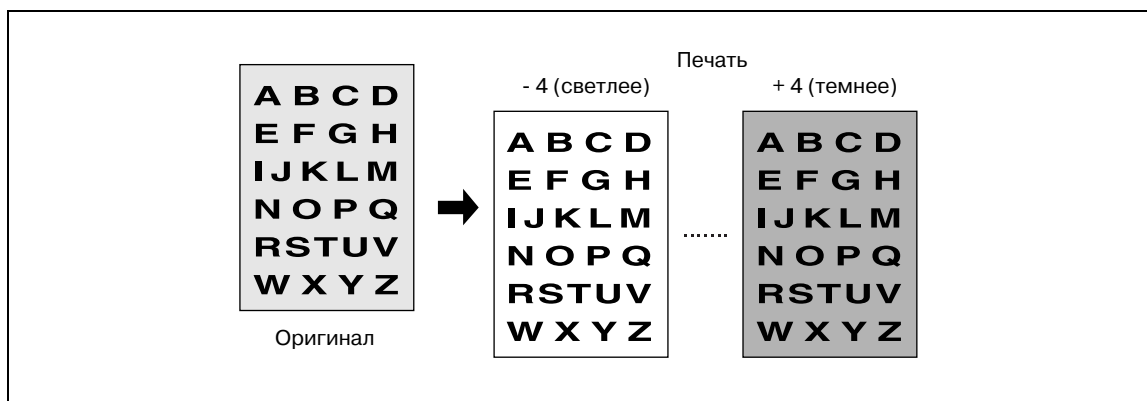 Печать
- 4 (светлее)
+ 4 (темнее)
A B C D
E F G H
I J K L M
N O P Q
R S T U V
W X Y Z
Оригинал
A B C D
E F G H
I J K L M
N O P Q
R S T U V
W X Y Z
.......
A B C D
E F G H
I J K L M
N O P Q
R S T U V
W X Y Z